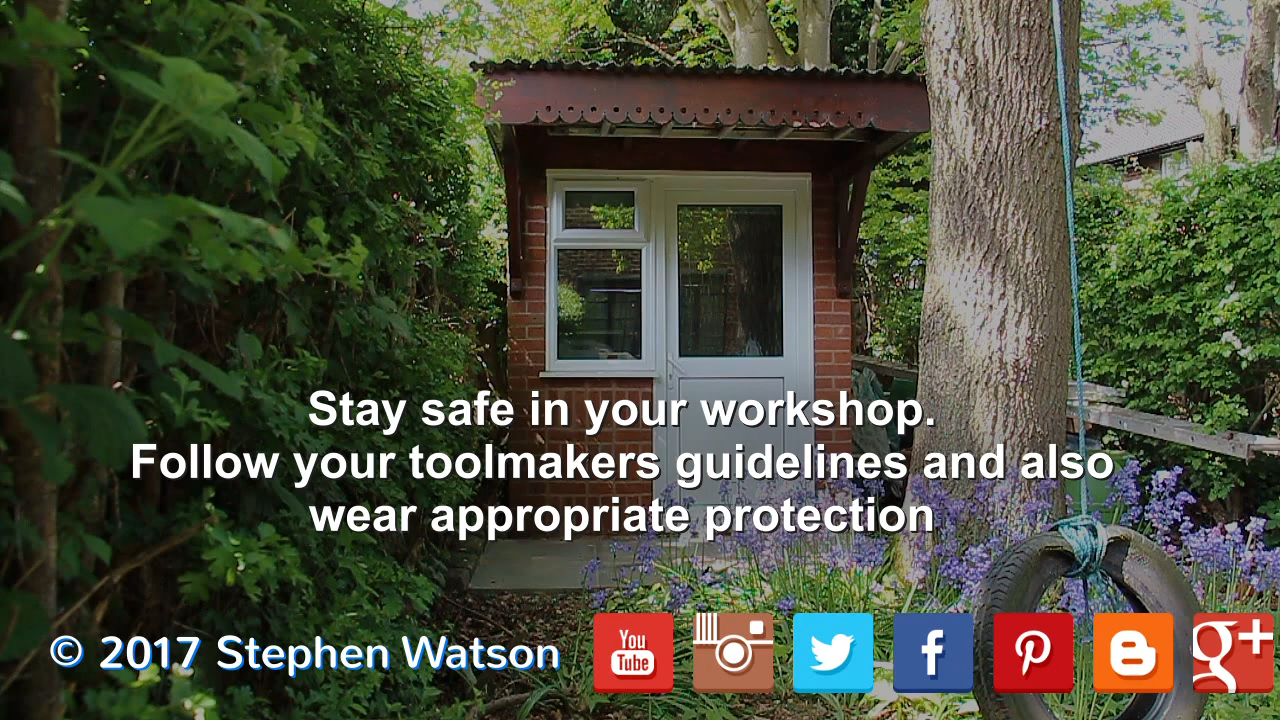 Stay safe in your workshop.
Follow your toolmakers guidelines and also
wear appropriate protection
© 2017 Stephen Watson
You
Tube
f
g+